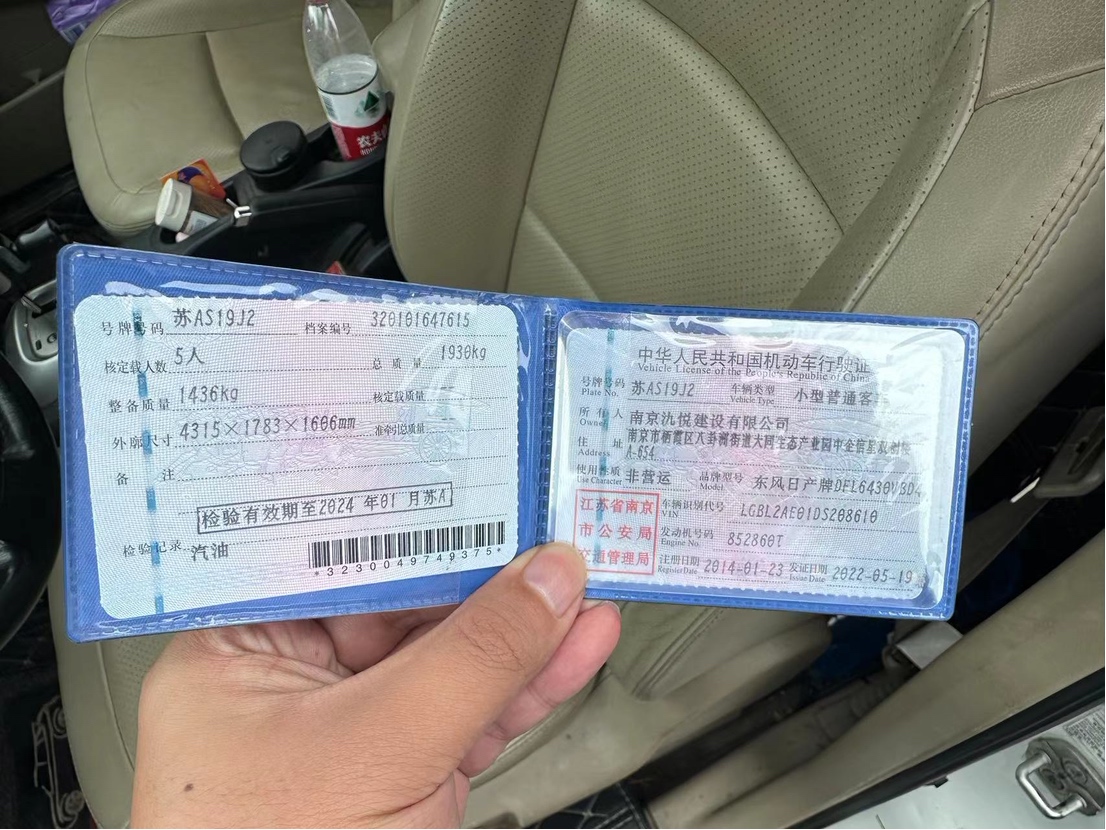 农夫
号牌号码 苏AS19J2 档案编号 320101647615
核定载人数 5人 总质量 1930kg
整备质量 1436kg 核定载质量
外廓尺寸 4315×1783×1606mm 准牵引总质量
备注
检验有效期至2024 年01 月苏A
检验记录 汽油
*3230049749375*
中华人民共和国机动车行驶证
Vehicle License of the People's Republic of China
号牌号码 苏AS19J2 车辆类型 小型普通客车
Plate No. Vehicle Type
所有人 南京氿悦建设有限公司
Owner
住址 南京市栖霞区八卦洲街道大同生态产业园中企信星
Address A-654
使用性质 非营运 品牌型号 东风日产牌DFL6430VBD4
Use Character Model
江苏省南京
市公安局
交通管理局
车辆识别代号 LGBL2AE01DS208610
VIN
发动机号码 852860T
Engine No.
注册日期 2014-01-23 发证日期 2022-05-19
Register Date Issue Date